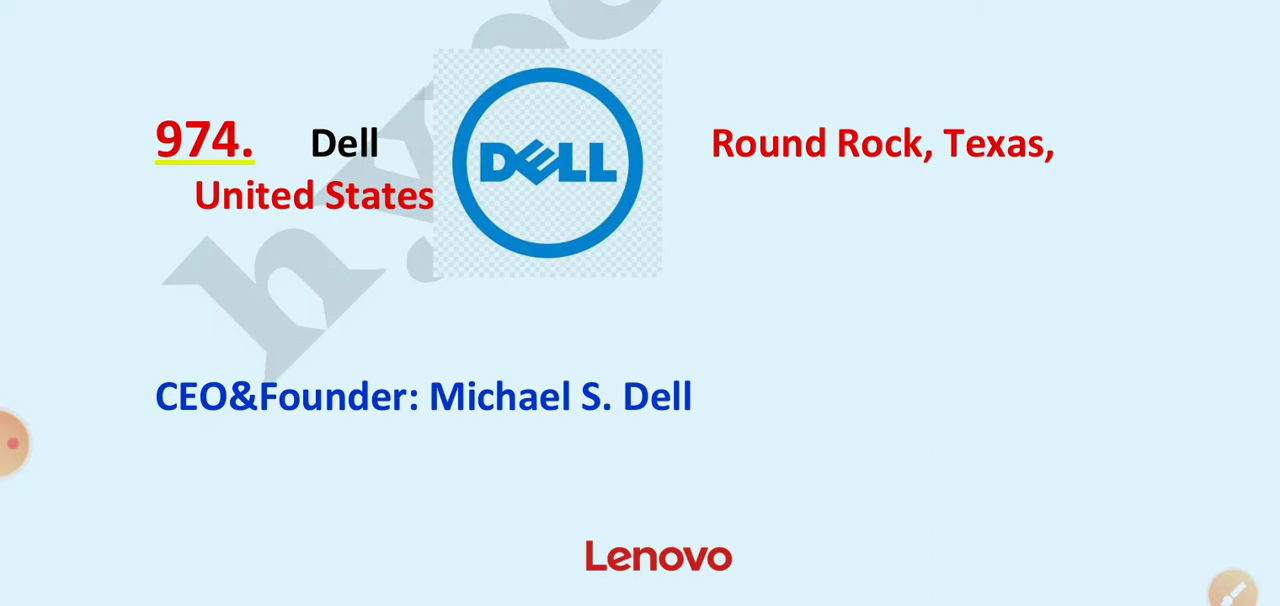 974. Dell DELL Round Rock, Texas,
United States
CEO&Founder: Michael S. Dell
Lenovo